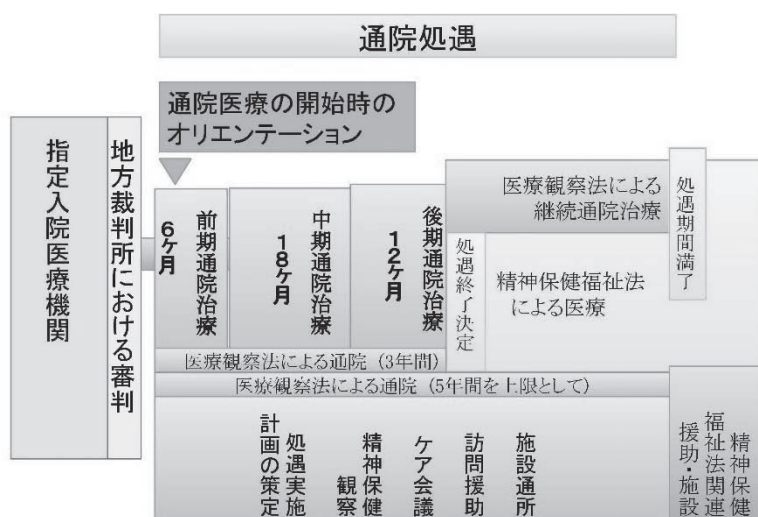 通院処遇
通院医療の開始時の
オリエンテーション
指定入院医療機関
地方裁判所における審判
前期通院治療
6ケ月
中期通院治療
18ケ月
後期通院治療
12ケ月
医療観察法による
継続通院治療
処遇期間満了
処遇終了決定
精神保健福祉法
による医療
医療観察法による通院 (3年間)
医療観察法による通院 (5年間を上限として)
処遇実施
計画の策定
精神保健
観察
ケア会議
訪問援助
施設通所
精神保健
福祉法関連
援助・施設